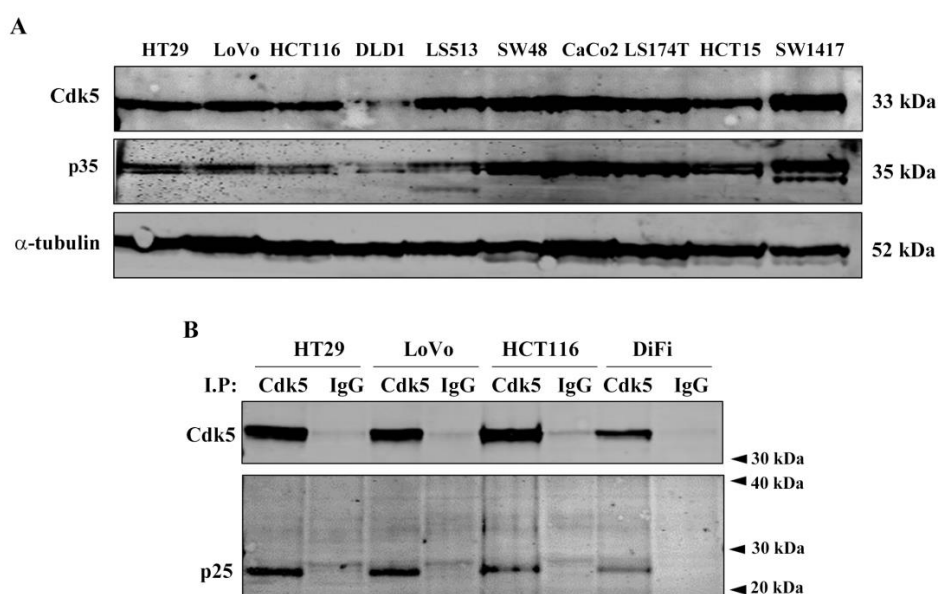 A
HT29 LoVo HCT116 DLD1 LS513 SW48 CaCo2 LS174T HCT15 SW1417
Cdk5 33 kDa
p35 35 kDa
α-tubulin 52 kDa
B
HT29 LoVo HCT116 DiFi
I.P: Cdk5 IgG Cdk5 IgG Cdk5 IgG Cdk5 IgG
Cdk5
30 kDa
40 kDa
30 kDa
p25
20 kDa